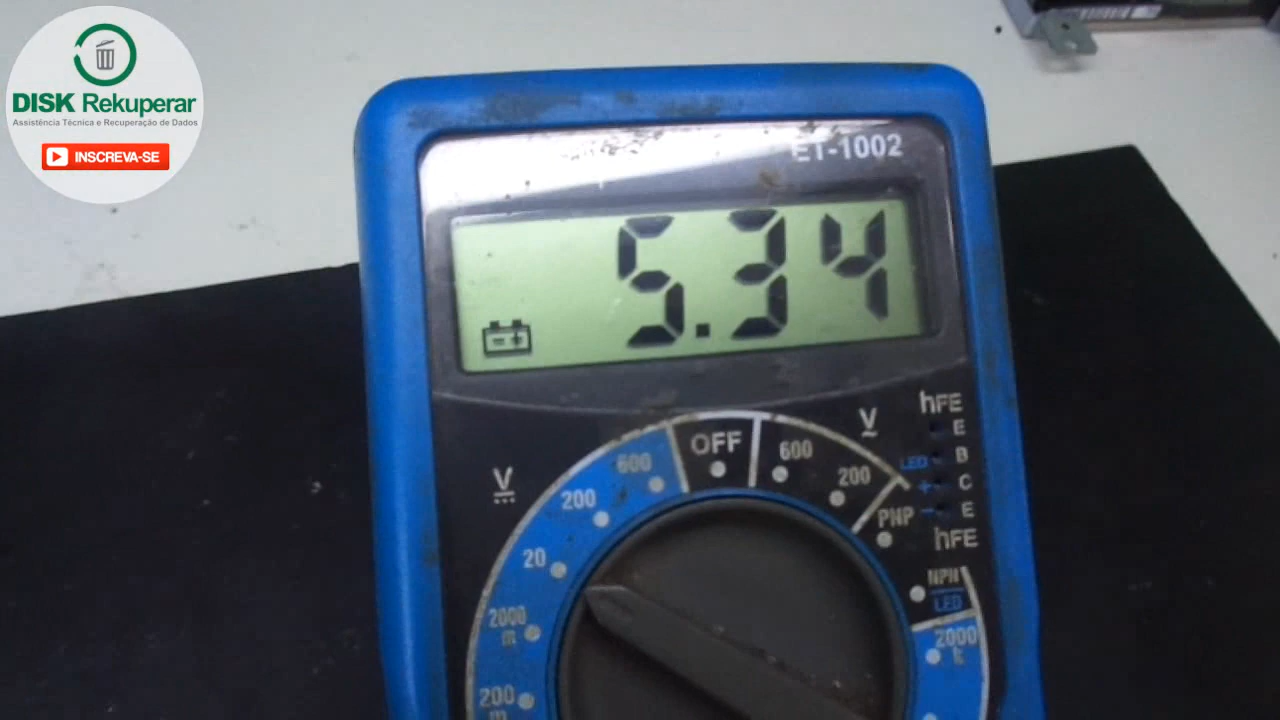 DISK Rekuperar
Assistência Técnica e Recuperação de Dados
INSCREVA-SE
ET-1002
5.34
hFE
V
E
OFF
600
LED B
200
+ C
V
600
PNP - E
200
hFE
20
NPN
LED
2000
m
2000
k
200
m